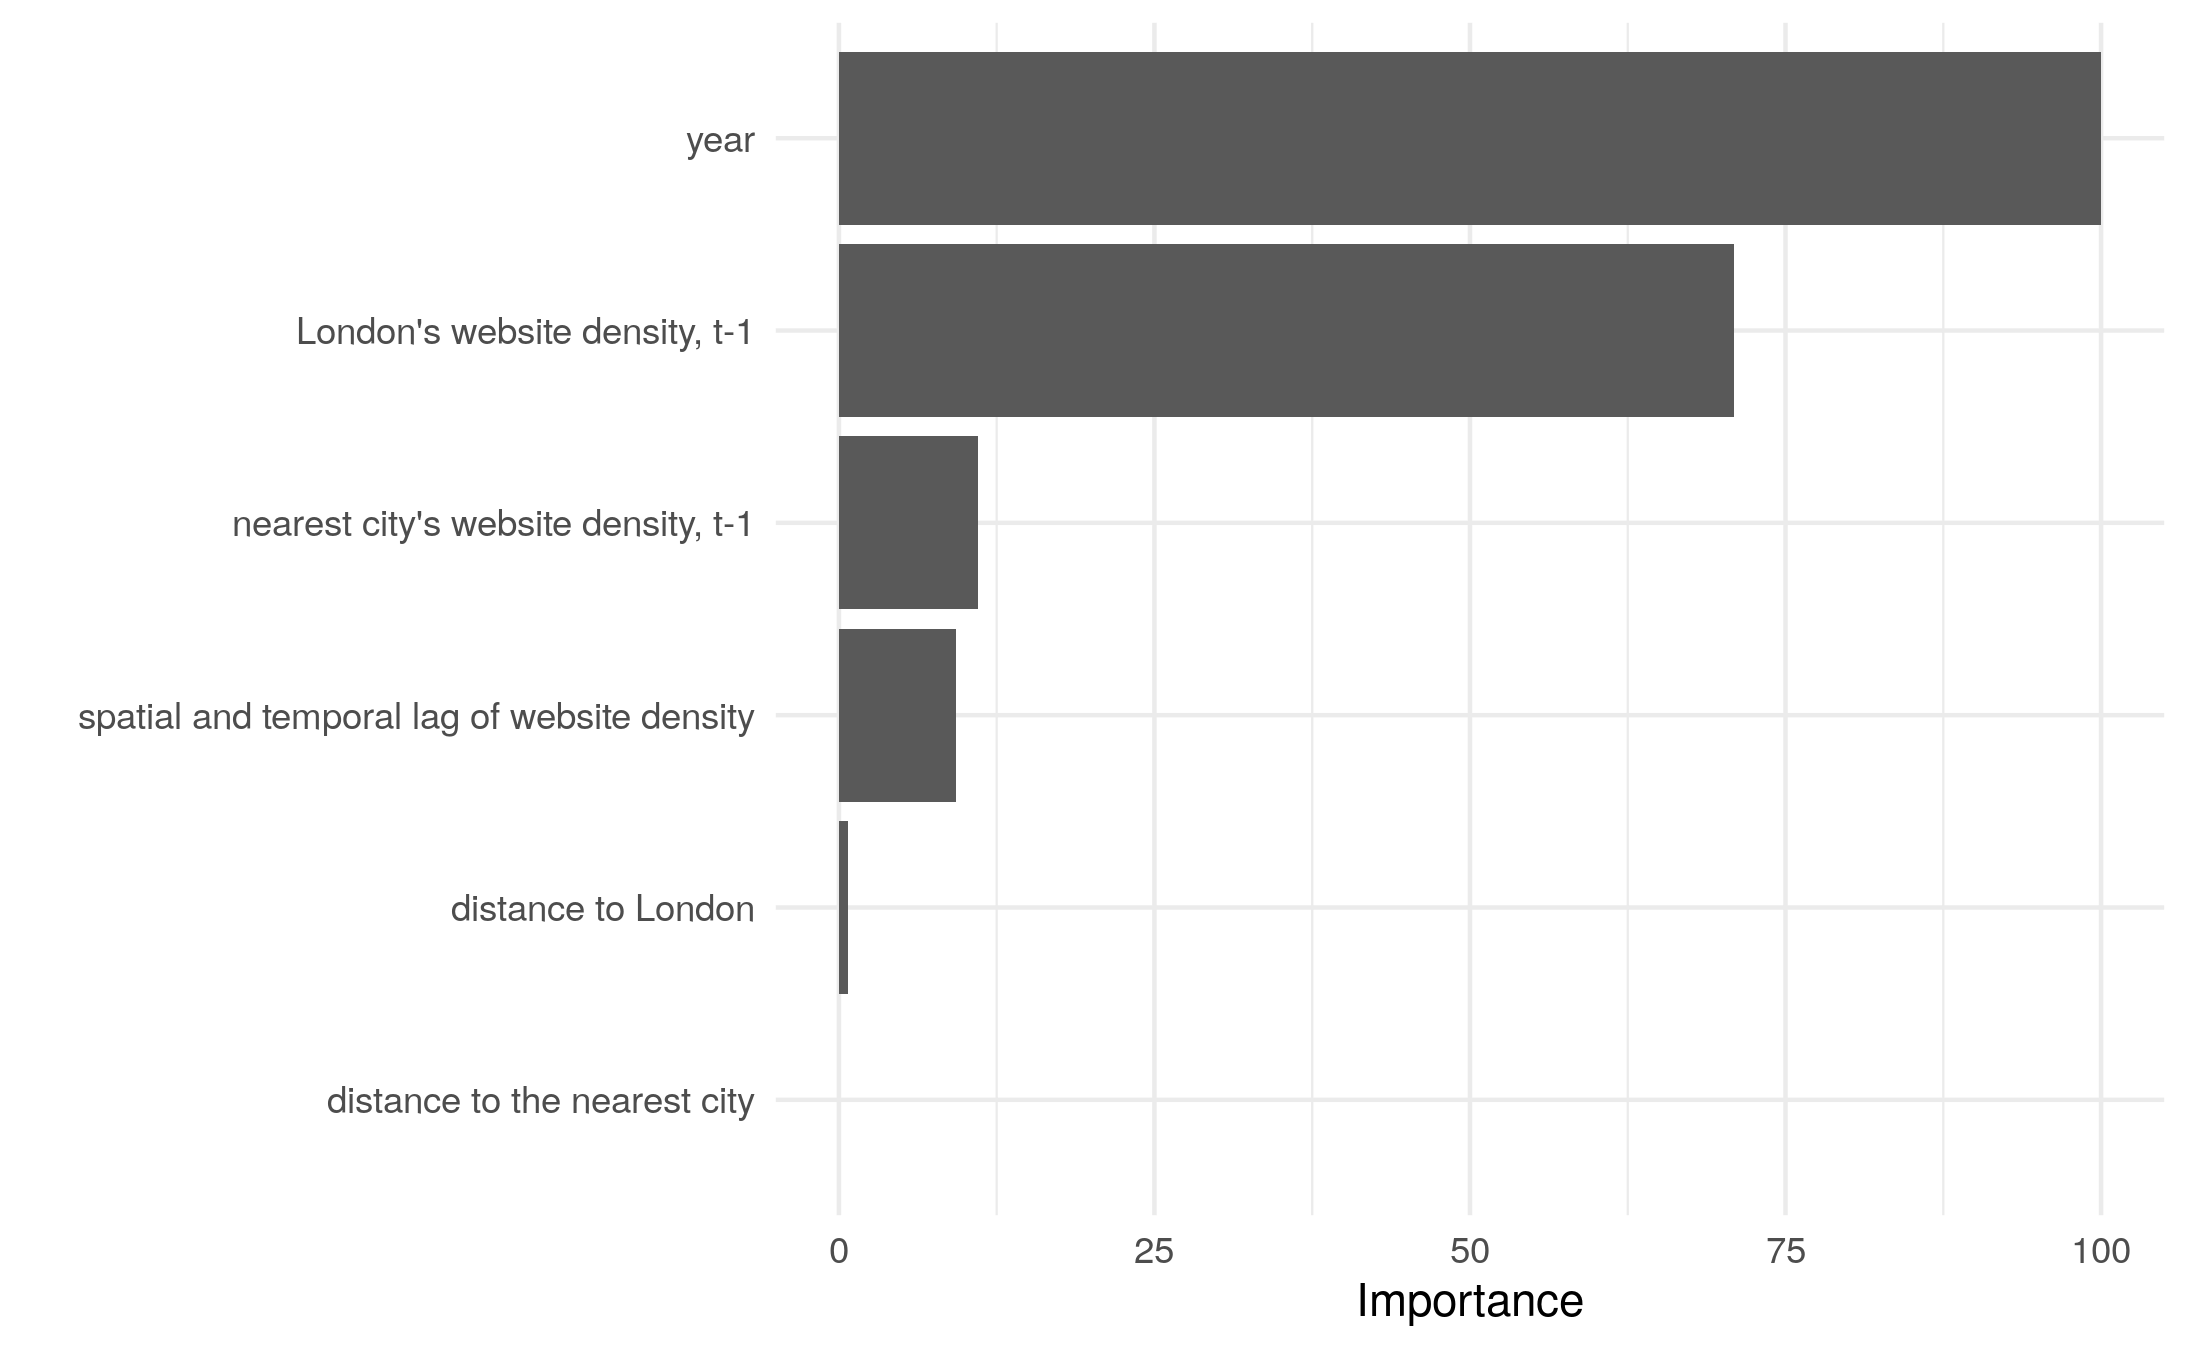 year
London's website density, t-1
nearest city's website density, t-1
spatial and temporal lag of website density
distance to London
distance to the nearest city
0 25 50 75 100
Importance